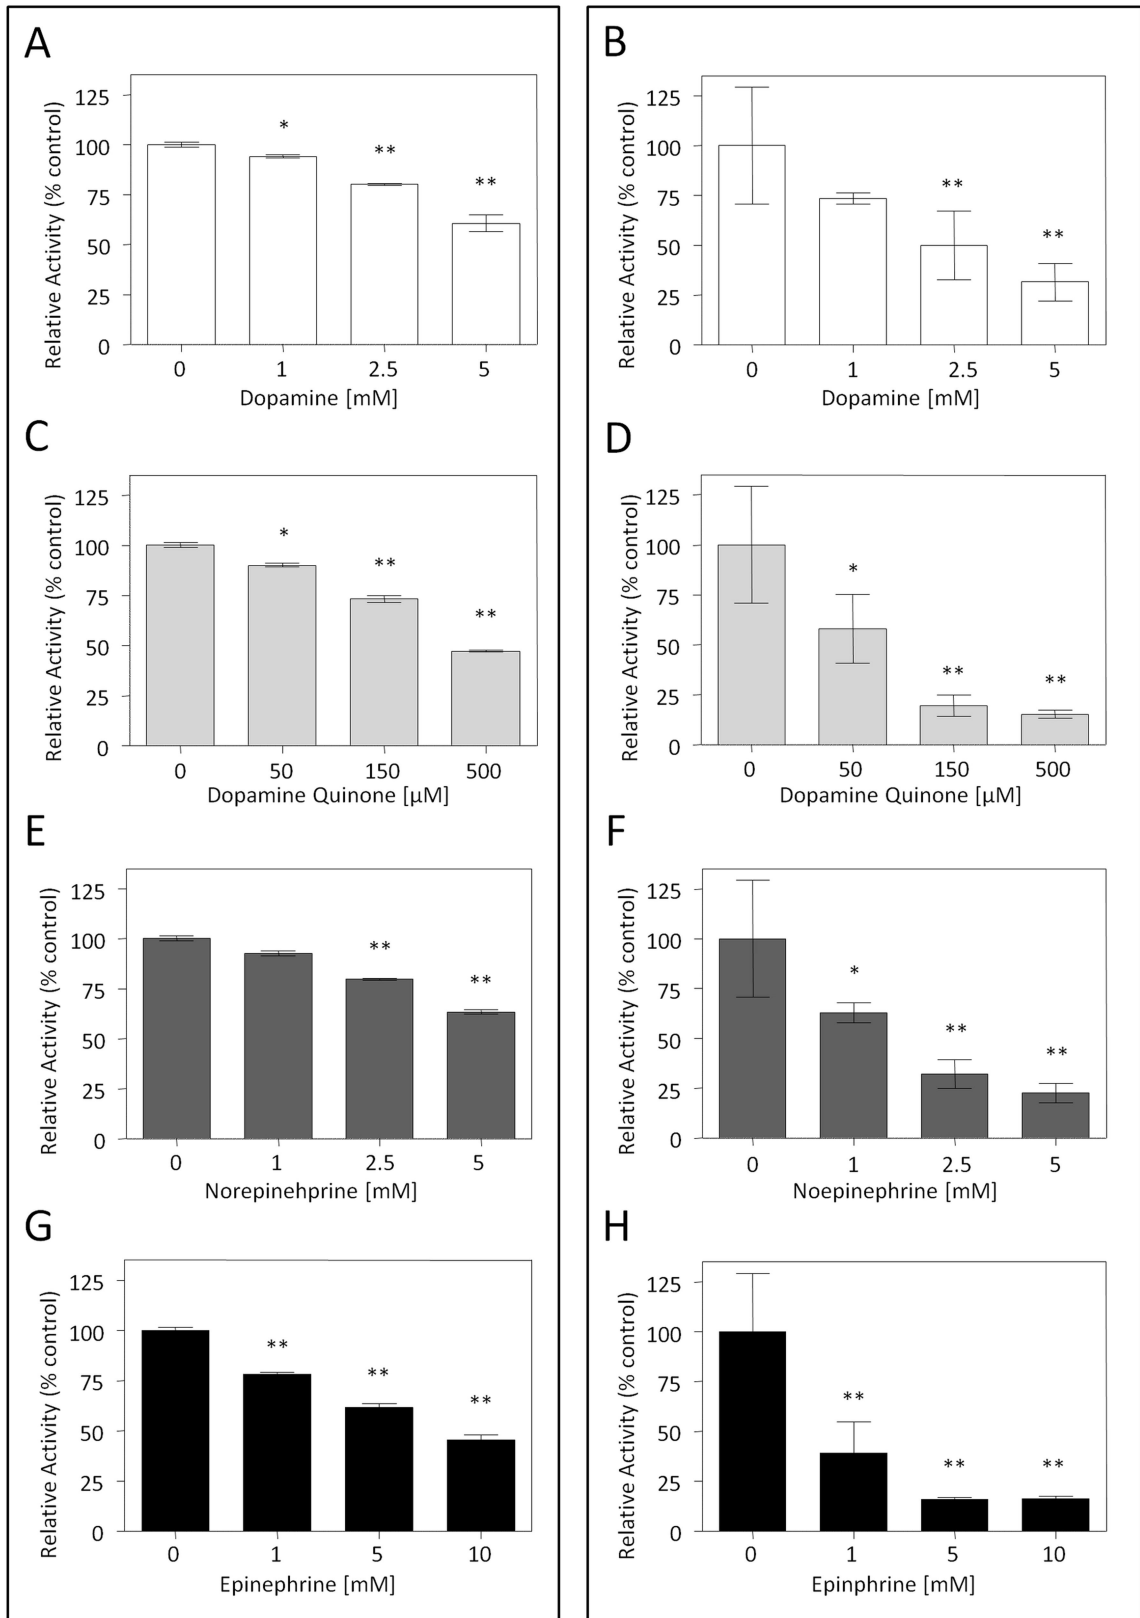 A
Relative Activity (% control)
125
100
75
50
25
0
*
**
**
0 1 2.5 5
Dopamine [mM]
B
Relative Activity (% control)
125
100
75
50
25
0
**
**
0 1 2.5 5
Dopamine [mM]
C
Relative Activity (% control)
125
100
75
50
25
0
*
**
**
0 50 150 500
Dopamine Quinone [µM]
D
Relative Activity (% control)
125
100
75
50
25
0
*
**
**
0 50 150 500
Dopamine Quinone [µM]
E
Relative Activity (% control)
125
100
75
50
25
0
**
**
0 1 2.5 5
Norepinehprine [mM]
F
Relative Activity (% control)
125
100
75
50
25
0
*
**
**
0 1 2.5 5
Noepinephrine [mM]
G
Relative Activity (% control)
125
100
75
50
25
0
**
**
**
0 1 5 10
Epinephrine [mM]
H
Relative Activity (% control)
125
100
75
50
25
0
**
**
**
0 1 5 10
Epinphrine [mM]